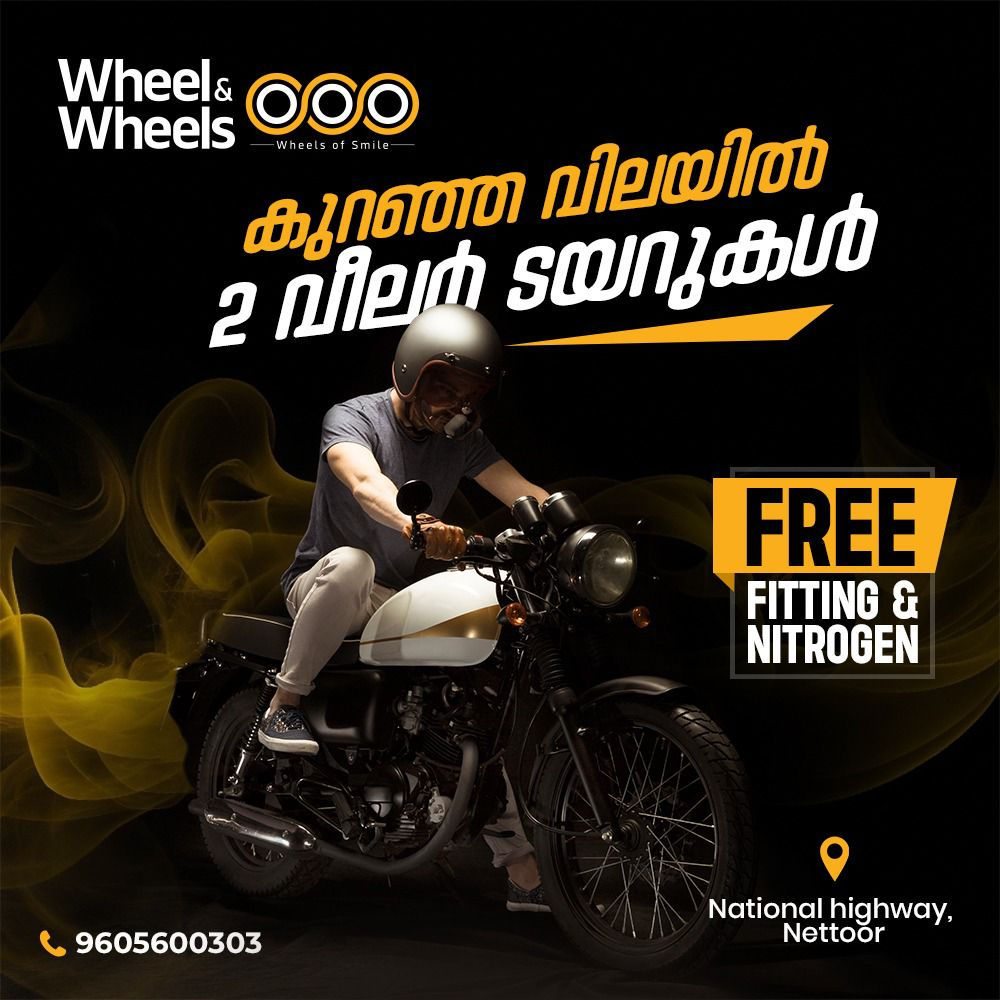 Wheel &
Wheels
Wheels of Smile
കുറഞ്ഞ വിലയിൽ
2 വീലർ ടയറുകൾ
FREE
FITTING &
NITROGEN
National highway,
Nettoor
9605600303